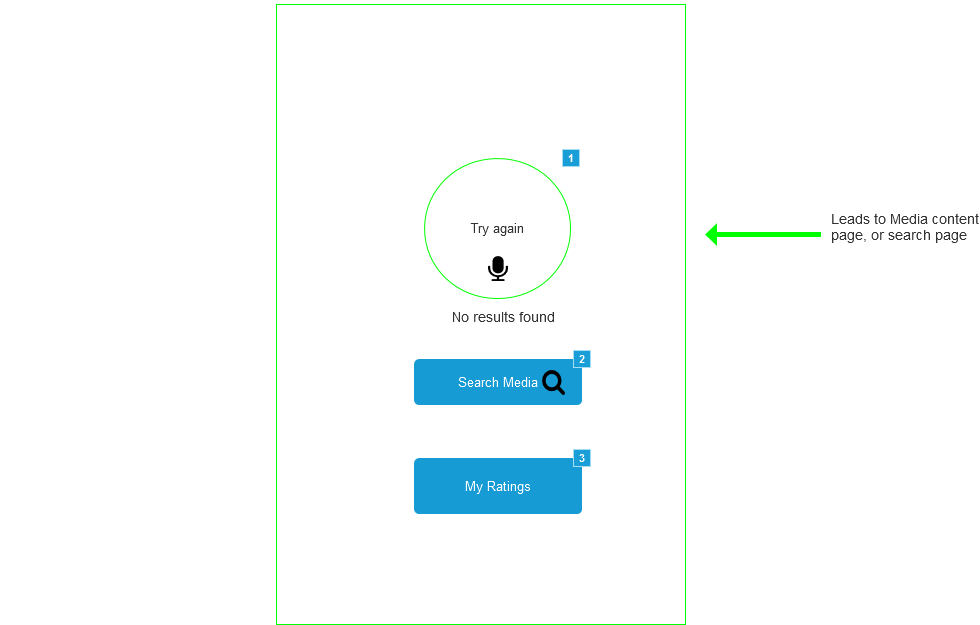 1
Try again
No results found
Leads to Media content
page, or search page
2
Search Media
3
My Ratings